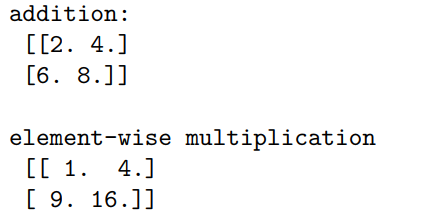 addition:
 [[2. 4.]
 [6. 8.]]

element-wise multiplication
 [[ 1.  4.]
 [ 9. 16.]]